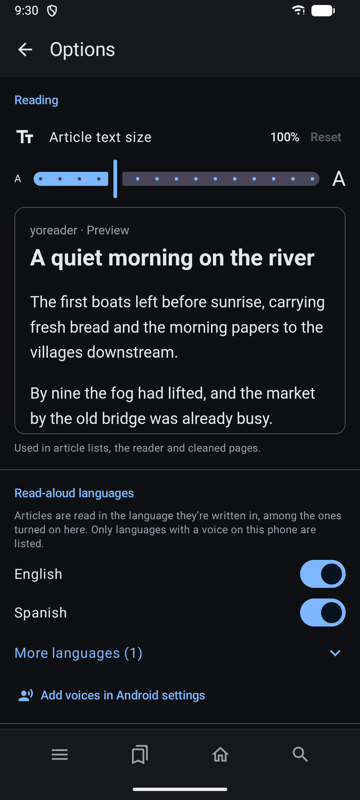 9:30
Options
Reading
Article text size
100%
Reset
A
A
yoreader · Preview
A quiet morning on the river
The first boats left before sunrise, carrying
fresh bread and the morning papers to the
villages downstream.
By nine the fog had lifted, and the market
by the old bridge was already busy.
Used in article lists, the reader and cleaned pages.
Read-aloud languages
Articles are read in the language they're written in, among the ones
turned on here. Only languages with a voice on this phone are
listed.
English
Spanish
More languages (1)
Add voices in Android settings